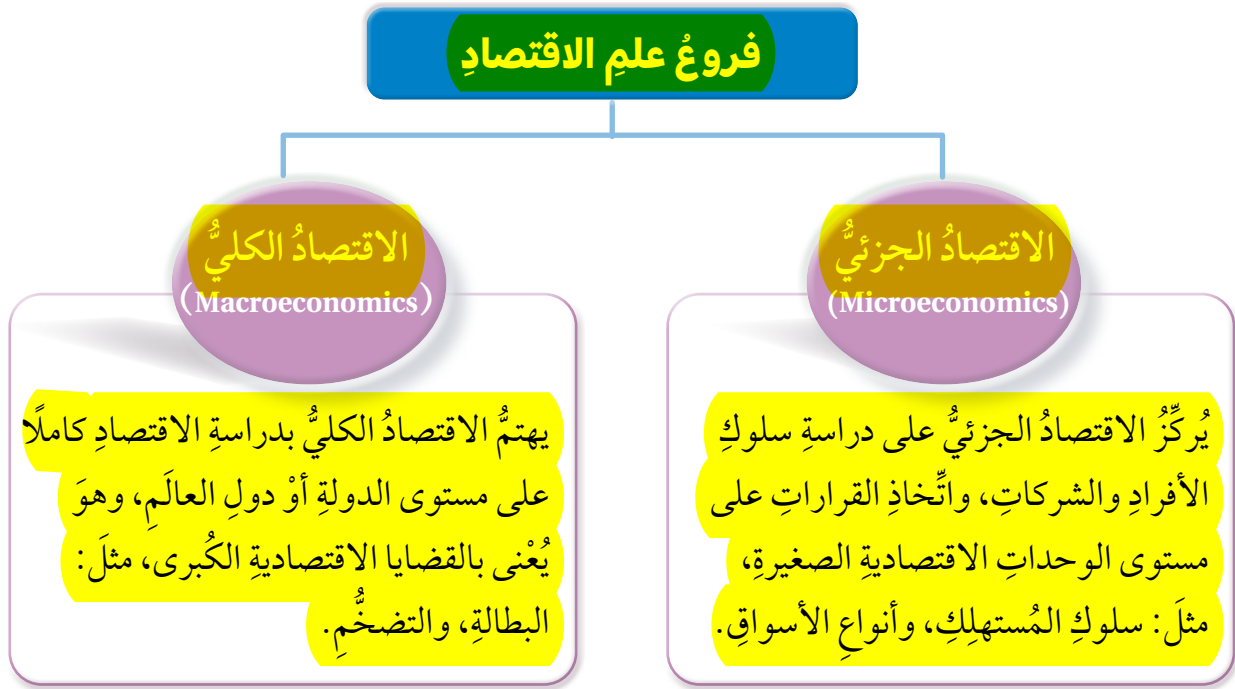 فروعُ علمِ الاقتصادِ
الاقتصادُ الجزئيُّ
(Microeconomics)
يُركِّزُ الاقتصادُ الجزئيُّ على دراسةِ سلوكِ
الأفرادِ والشركاتِ، واتِّخاذِ القراراتِ على
مستوى الوحداتِ الاقتصاديةِ الصغيرةِ،
مثلَ: سلوكِ المُستهلِكِ، وأنواعِ الأسواقِ.
الاقتصادُ الكليُّ
(Macroeconomics)
يهتمُّ الاقتصادُ الكليُّ بدراسةِ الاقتصادِ كاملًا
على مستوى الدولةِ أوْ دولِ العالَمِ، وهوَ
يُعْنى بالقضايا الاقتصاديةِ الكُبرى، مثلَ:
البطالةِ، والتضخُّمِ.